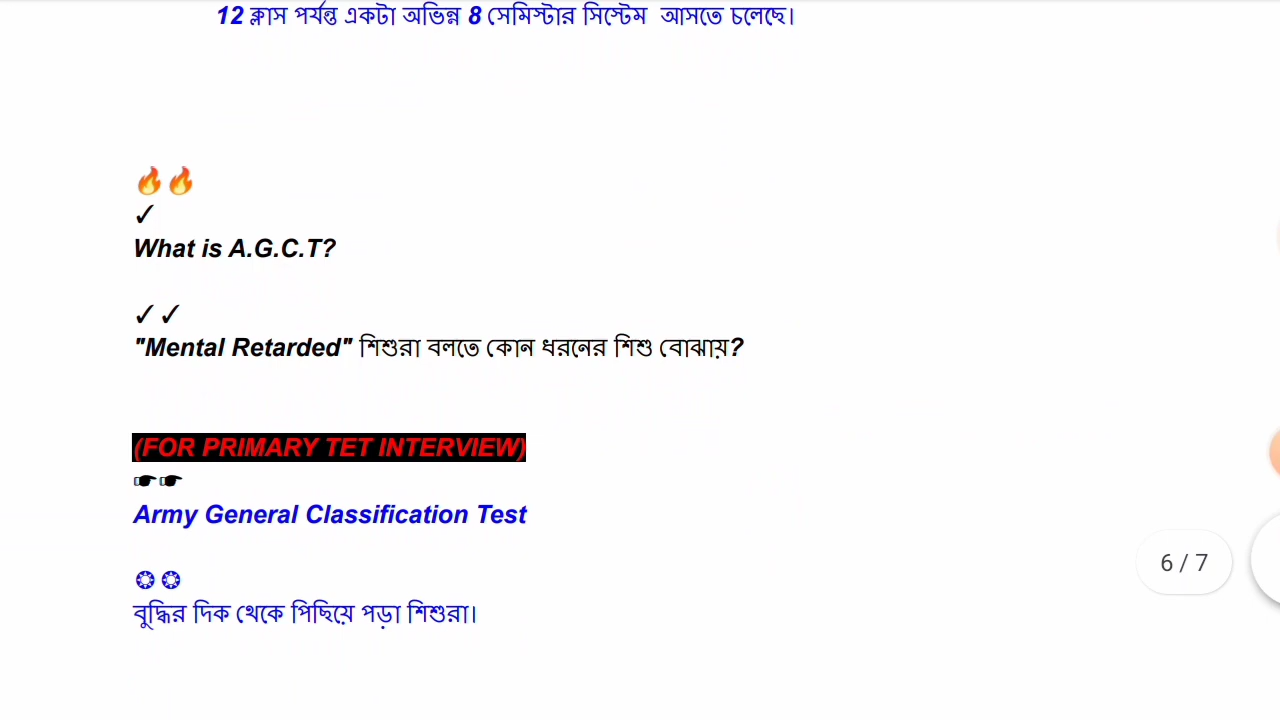 12 ক্লাস পর্যন্ত একটা অভিন্ন 8 সেমিস্টার সিস্টেম আসতে চলেছে।
🔥🔥
✓
What is A.G.C.T?
✓✓
"Mental Retarded" শিশুরা বলতে কোন ধরনের শিশু বোঝায়?
(FOR PRIMARY TET INTERVIEW)
☛☛
Army General Classification Test
❂❂
বুদ্ধির দিক থেকে পিছিয়ে পড়া শিশুরা।
6 / 7